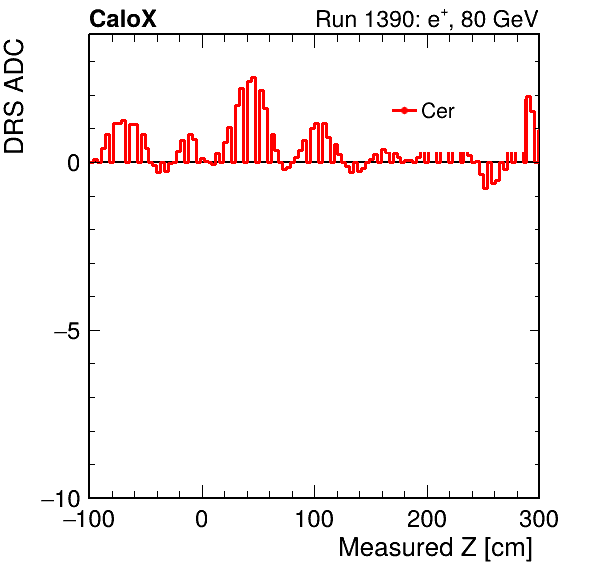 CaloX Run 1390: e⁺, 80 GeV
DRS ADC
Cer
0
−5
−10
−100 0 100 200 300
Measured Z [cm]